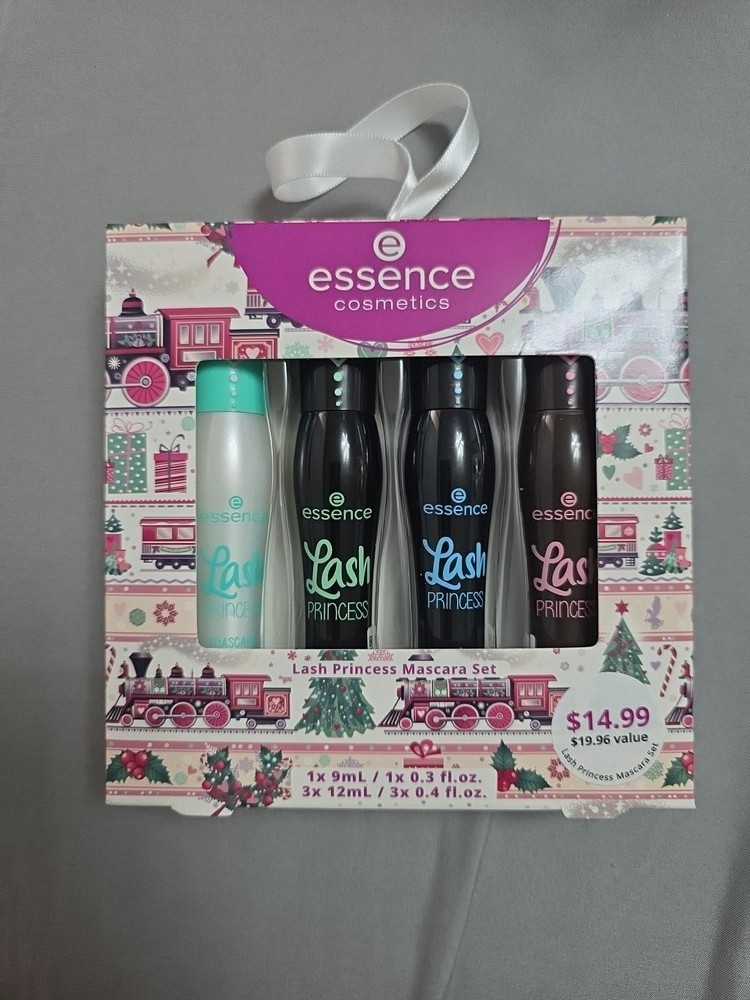 e
essence
cosmetics
e
essence
Lash
PRINCESS
MASCARA
e
essence
Lash
PRINCESS
e
essence
Lash
PRINCESS
e
essence
Lash
PRINCESS
Lash Princess Mascara Set
$14.99
$19.96 value
Lash Princess Mascara Set
1x 9mL / 1x 0.3 fl.oz.
3x 12mL / 3x 0.4 fl.oz.